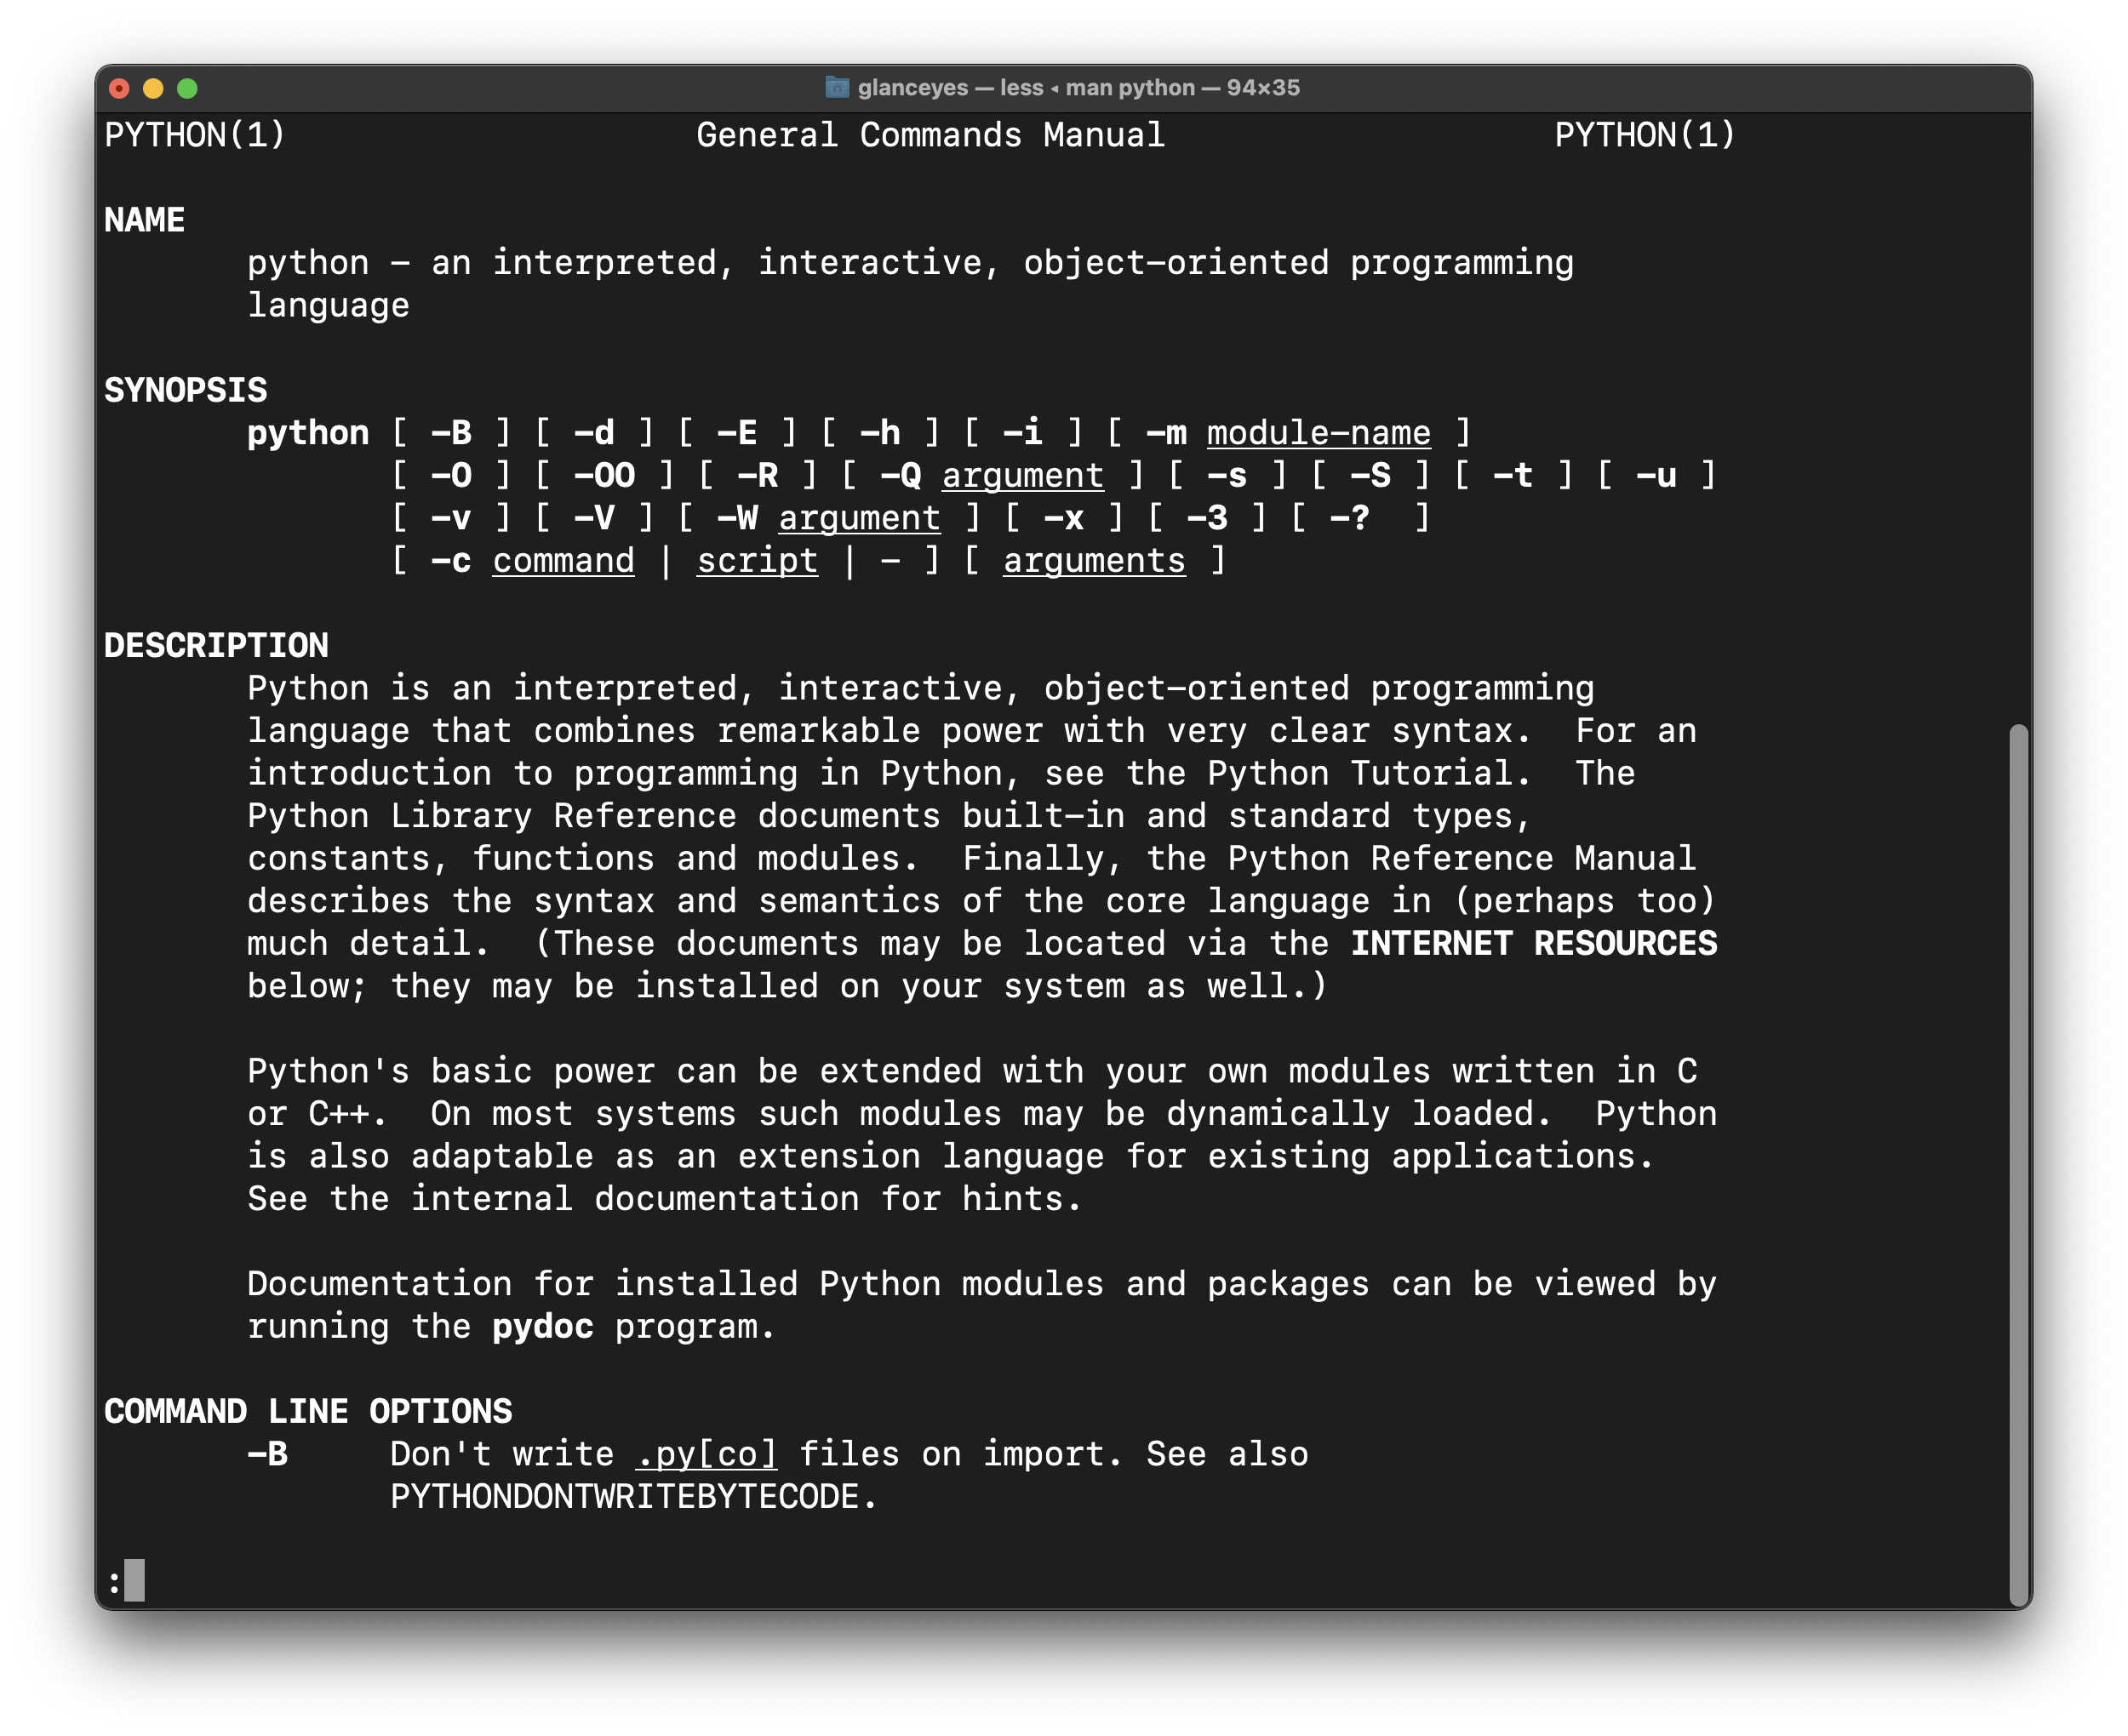 glanceyes — less ◂ man python — 94×35
PYTHON(1)                    General Commands Manual                   PYTHON(1)
NAME
python – an interpreted, interactive, object-oriented programming
language
SYNOPSIS
python [ -B ] [ -d ] [ -E ] [ -h ] [ -i ] [ -m module-name ]
[ -O ] [ -OO ] [ -R ] [ -Q argument ] [ -s ] [ -S ] [ -t ] [ -u ]
[ -v ] [ -V ] [ -W argument ] [ -x ] [ -3 ] [ -?  ]
[ -c command | script | - ] [ arguments ]
DESCRIPTION
Python is an interpreted, interactive, object-oriented programming
language that combines remarkable power with very clear syntax.  For an
introduction to programming in Python, see the Python Tutorial.  The
Python Library Reference documents built-in and standard types,
constants, functions and modules.  Finally, the Python Reference Manual
describes the syntax and semantics of the core language in (perhaps too)
much detail.  (These documents may be located via the INTERNET RESOURCES
below; they may be installed on your system as well.)
Python's basic power can be extended with your own modules written in C
or C++.  On most systems such modules may be dynamically loaded.  Python
is also adaptable as an extension language for existing applications.
See the internal documentation for hints.
Documentation for installed Python modules and packages can be viewed by
running the pydoc program.
COMMAND LINE OPTIONS
-B     Don't write .py[co] files on import. See also
PYTHONDONTWRITEBYTECODE.
: